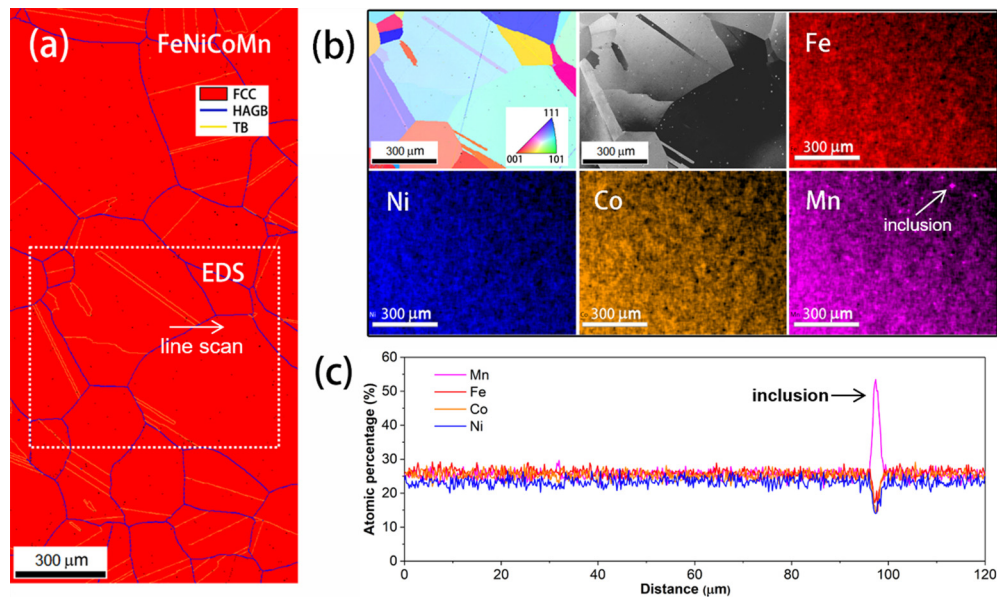 (a)
FeNiCoMn
FCC
HAGB
TB
EDS
line scan
300 μm
(b)
111
001
101
300 μm
300 μm
Fe
300 μm
Ni
Ni
300 μm
Co
300 μm
Mn
inclusion
300 μm
(c)
Atomic percentage (%)
60
50
40
30
20
10
0
Mn
Fe
Co
Ni
inclusion
0
20
40
60
80
100
120
Distance (μm)